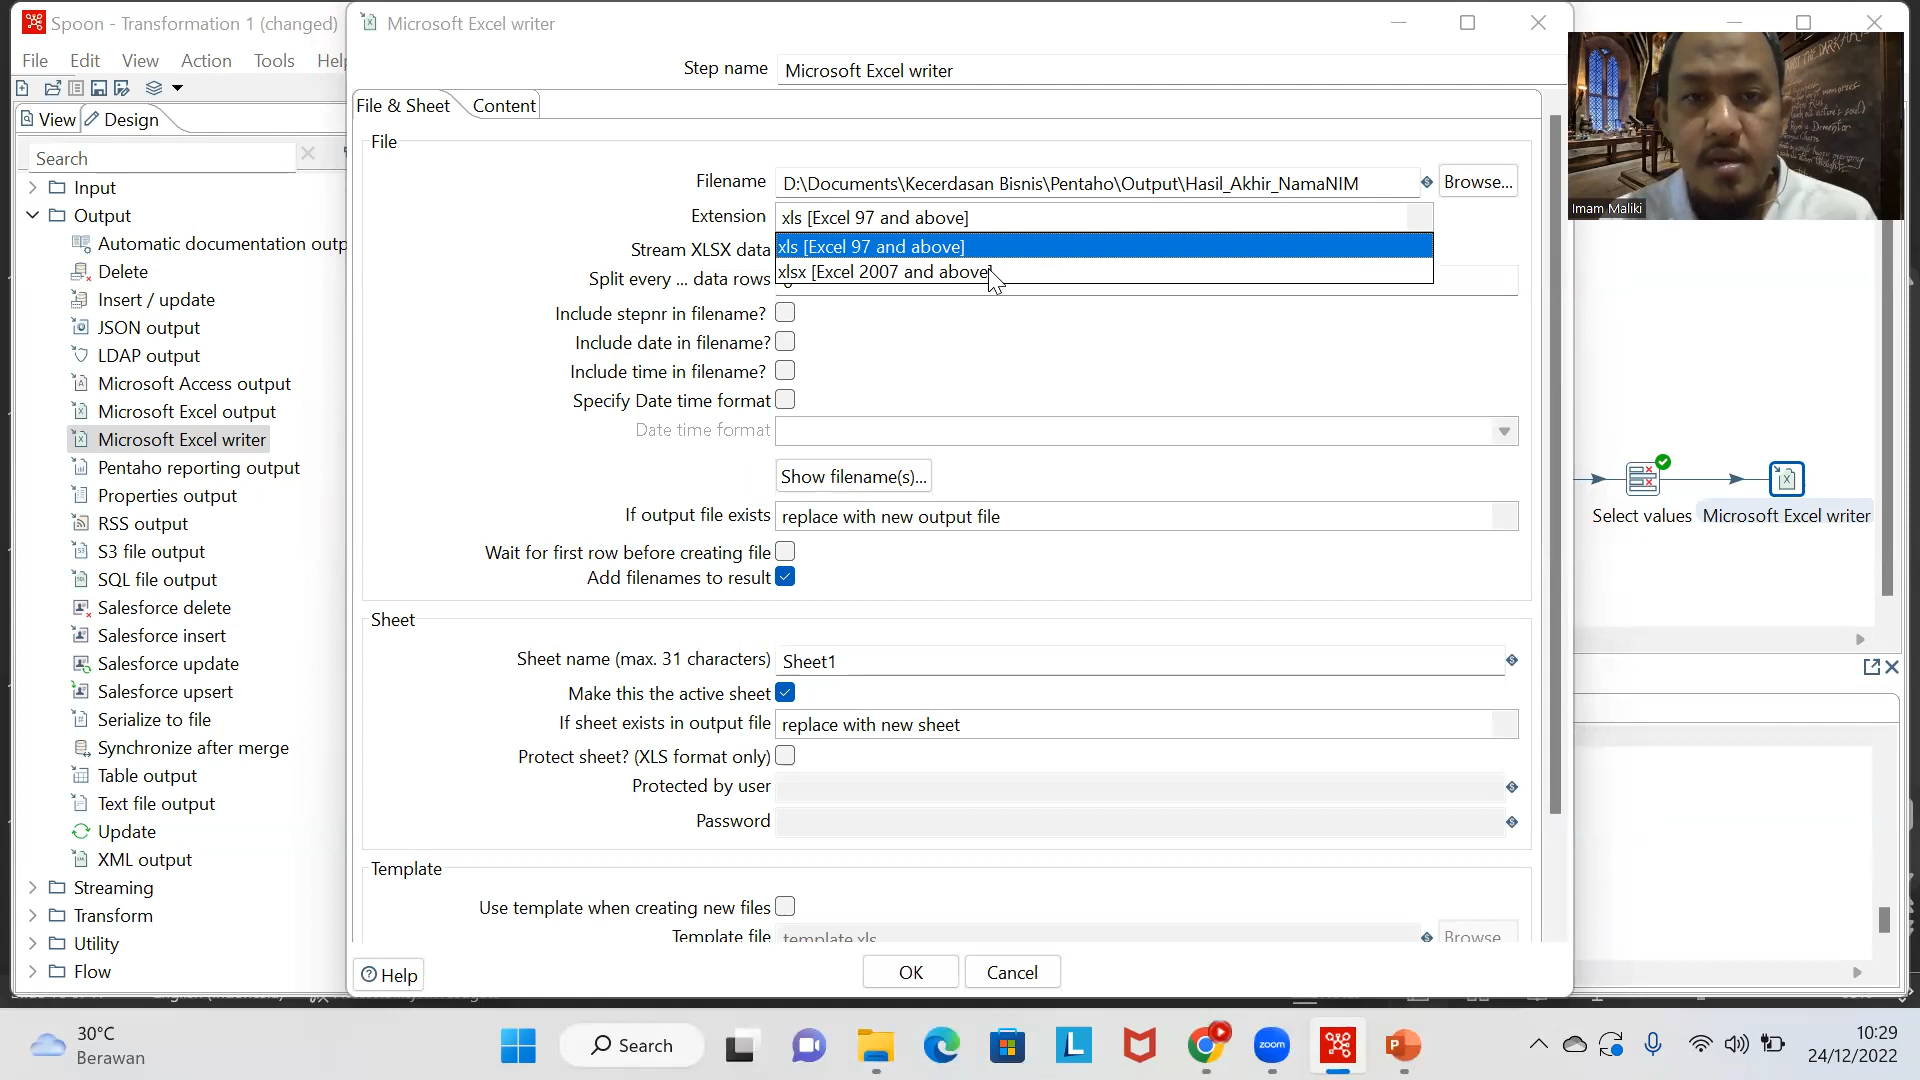 Spoon - Transformation 1 (changed)
File Edit View Action Tools Help
View Design
Search
Input
Output
Automatic documentation outp
Delete
Insert / update
JSON output
LDAP output
Microsoft Access output
Microsoft Excel output
Microsoft Excel writer
Pentaho reporting output
Properties output
RSS output
S3 file output
SQL file output
Salesforce delete
Salesforce insert
Salesforce update
Salesforce upsert
Serialize to file
Synchronize after merge
Table output
Text file output
Update
XML output
Streaming
Transform
Utility
Flow
Microsoft Excel writer
Step name Microsoft Excel writer
File & Sheet Content
File
Filename D:\Documents\Kecerdasan Bisnis\Pentaho\Output\Hasil_Akhir_NamaNIM Browse...
Extension xls [Excel 97 and above]
xls [Excel 97 and above]
Stream XLSX data
xlsx [Excel 2007 and above]
Split every ... data rows
Include stepnr in filename?
Include date in filename?
Include time in filename?
Specify Date time format
Date time format
Show filename(s)...
If output file exists replace with new output file
Wait for first row before creating file
Add filenames to result
Sheet
Sheet name (max. 31 characters) Sheet1
Make this the active sheet
If sheet exists in output file replace with new sheet
Protect sheet? (XLS format only)
Protected by user
Password
Template
Use template when creating new files
Template file template.xls Browse
Help OK Cancel
Imam Maliki
Select values Microsoft Excel writer
30°C
Berawan
Search
zoom
10:29
24/12/2022